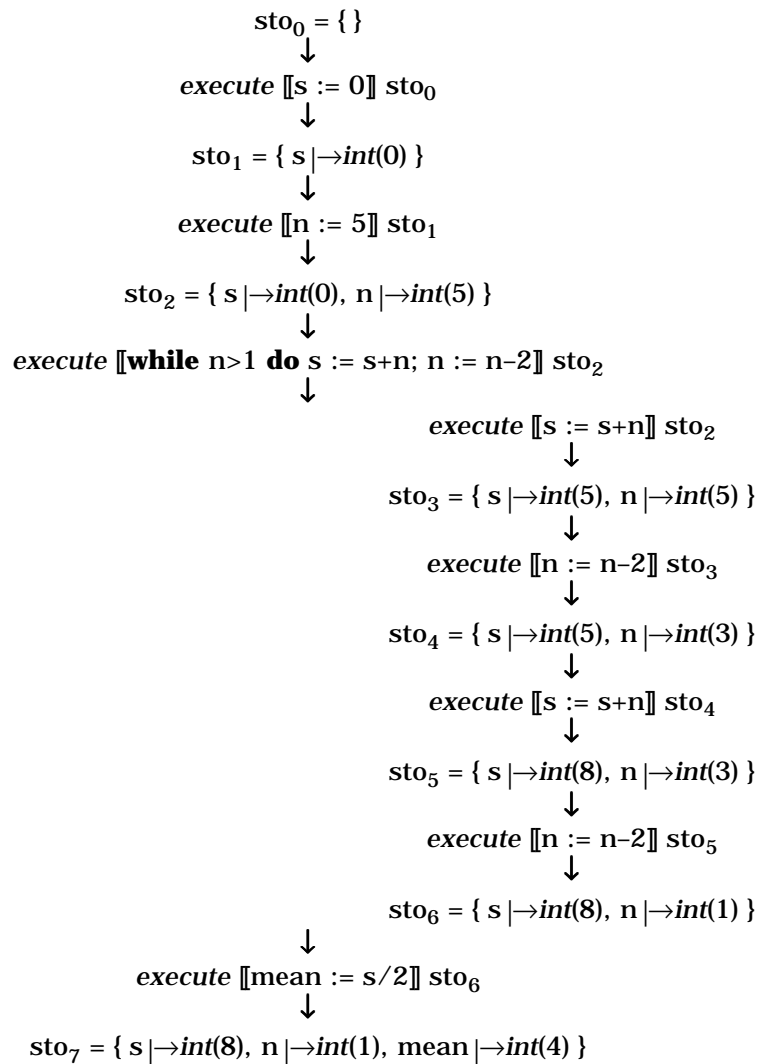 sto₀ = { }
↓
execute ⟦s := 0⟧ sto₀
↓
sto₁ = { s |→int(0) }
↓
execute ⟦n := 5⟧ sto₁
↓
sto₂ = { s |→int(0), n |→int(5) }
↓
execute ⟦while n>1 do s := s+n; n := n–2⟧ sto₂
↓
execute ⟦s := s+n⟧ sto₂
↓
sto₃ = { s |→int(5), n |→int(5) }
↓
execute ⟦n := n–2⟧ sto₃
↓
sto₄ = { s |→int(5), n |→int(3) }
↓
execute ⟦s := s+n⟧ sto₄
↓
sto₅ = { s |→int(8), n |→int(3) }
↓
execute ⟦n := n–2⟧ sto₅
↓
sto₆ = { s |→int(8), n |→int(1) }
↓
execute ⟦mean := s/2⟧ sto₆
↓
sto₇ = { s |→int(8), n |→int(1), mean |→int(4) }